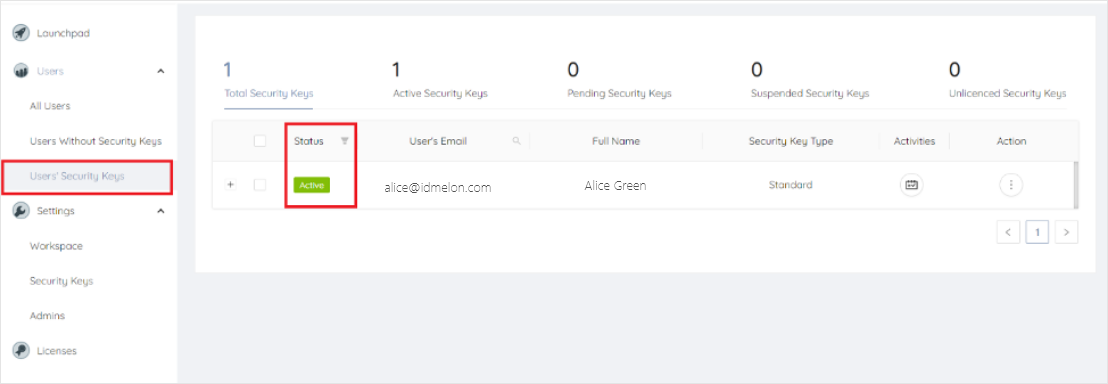 Launchpad
Users
All Users
Users Without Security Keys
Users' Security Keys
Settings
Workspace
Security Keys
Admins
Licenses
1 1 0 0 0
Total Security Keys Active Security Keys Pending Security Keys Suspended Security Keys Unlicenced Security Keys
Status User's Email Full Name Security Key Type Activities Action
+ Active alice@idmelon.com Alice Green Standard
< 1 >